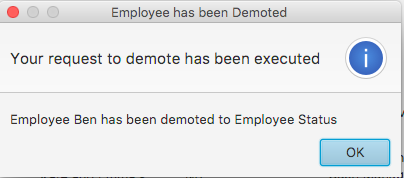 Employee has been Demoted
Your request to demote has been executed
Employee Ben has been demoted to Employee Status
OK